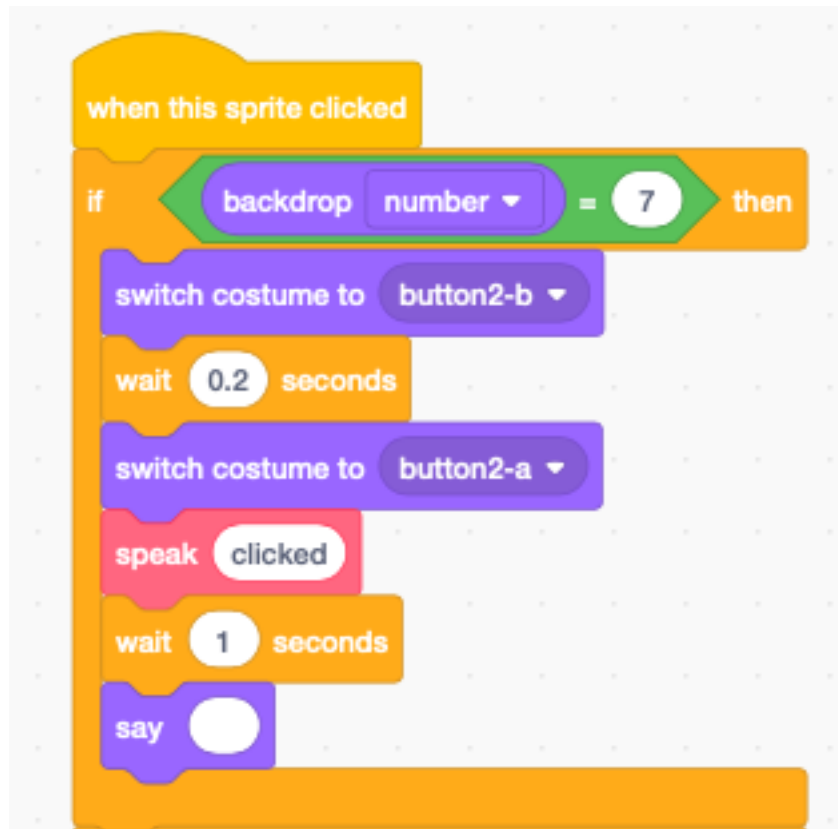 when this sprite clicked
if backdrop number = 7 then
switch costume to button2-b
wait 0.2 seconds
switch costume to button2-a
speak clicked
wait 1 seconds
say